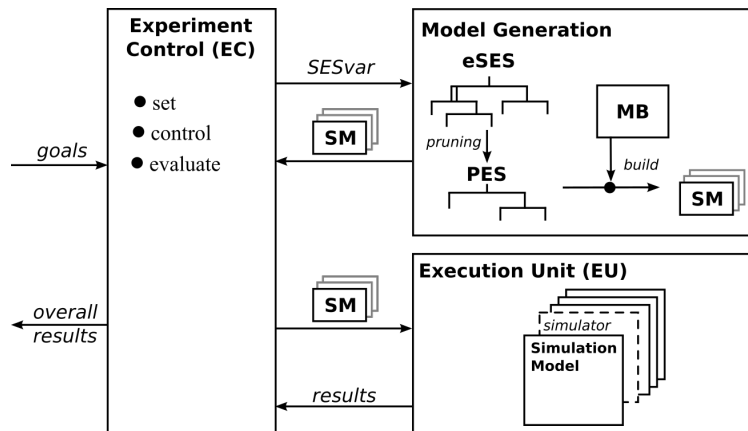 Experiment
Control (EC)
● set
● control
● evaluate
goals
overall
results
SESvar
SM
SM
results
Model Generation
eSES
pruning
PES
MB
build
SM
Execution Unit (EU)
simulator
Simulation
Model